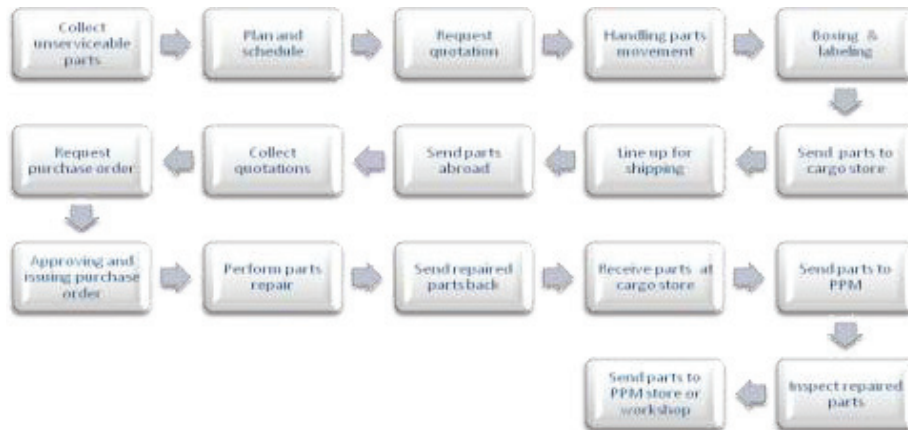 Collect
unserviceable
parts
Plan and
schedule
Request
quotation
Handling parts
movement
Boxing &
labeling
Send parts to
cargo store
Line up for
shipping
Send parts
abroad
Collect
quotations
Request
purchase order
Approving and
issuing purchase
order
Perform parts
repair
Send repaired
parts back
Receive parts at
cargo store
Send parts to
PPM
Inspect repaired
parts
Send parts to
PPM store or
workshop